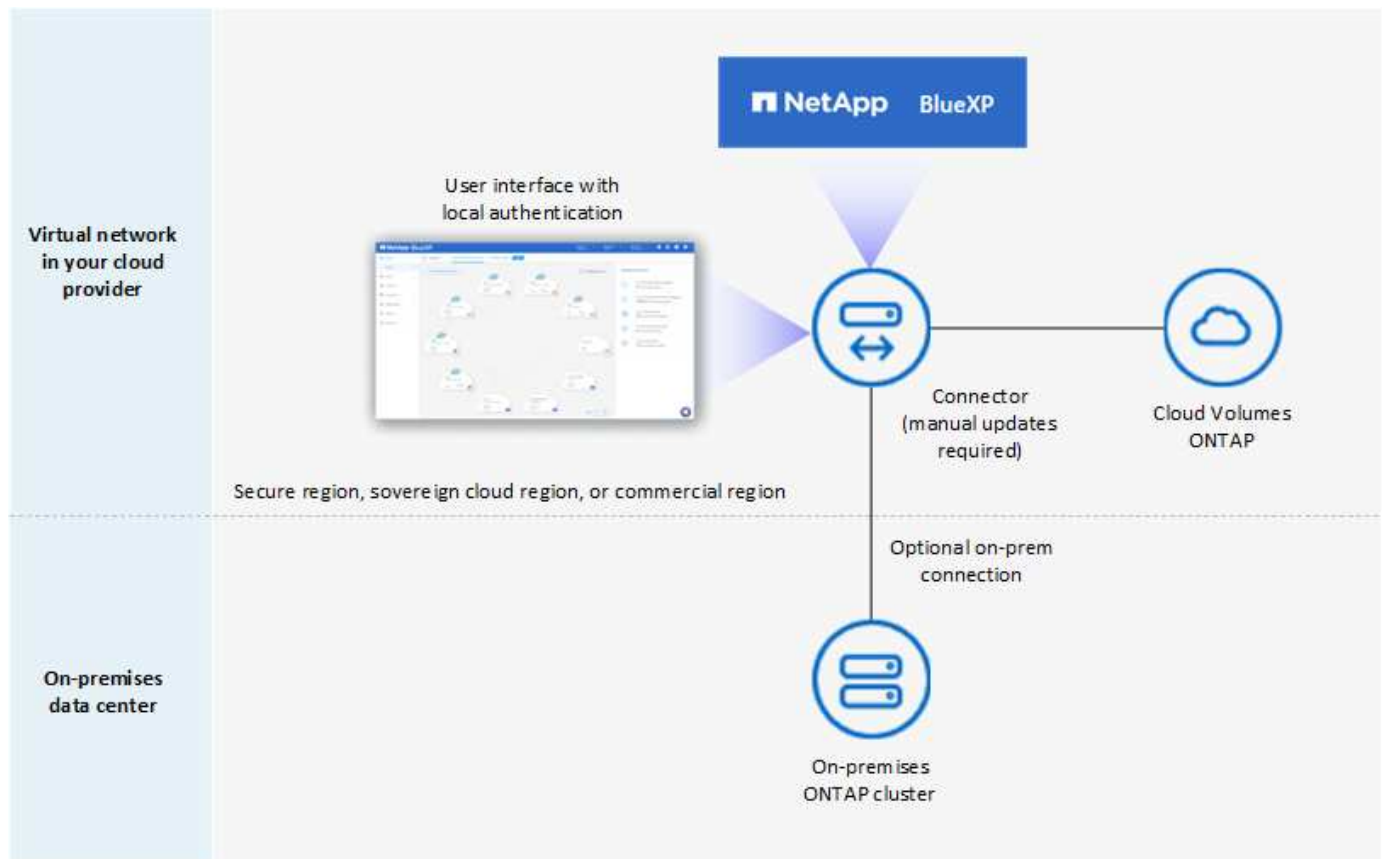 NetApp BlueXP
User interface with
local authentication
Virtual network
in your cloud
provider
Connector
(manual updates
required)
Cloud Volumes
ONTAP
Secure region, sovereign cloud region, or commercial region
Optional on-prem
connection
On-premises
data center
On-premises
ONTAP cluster